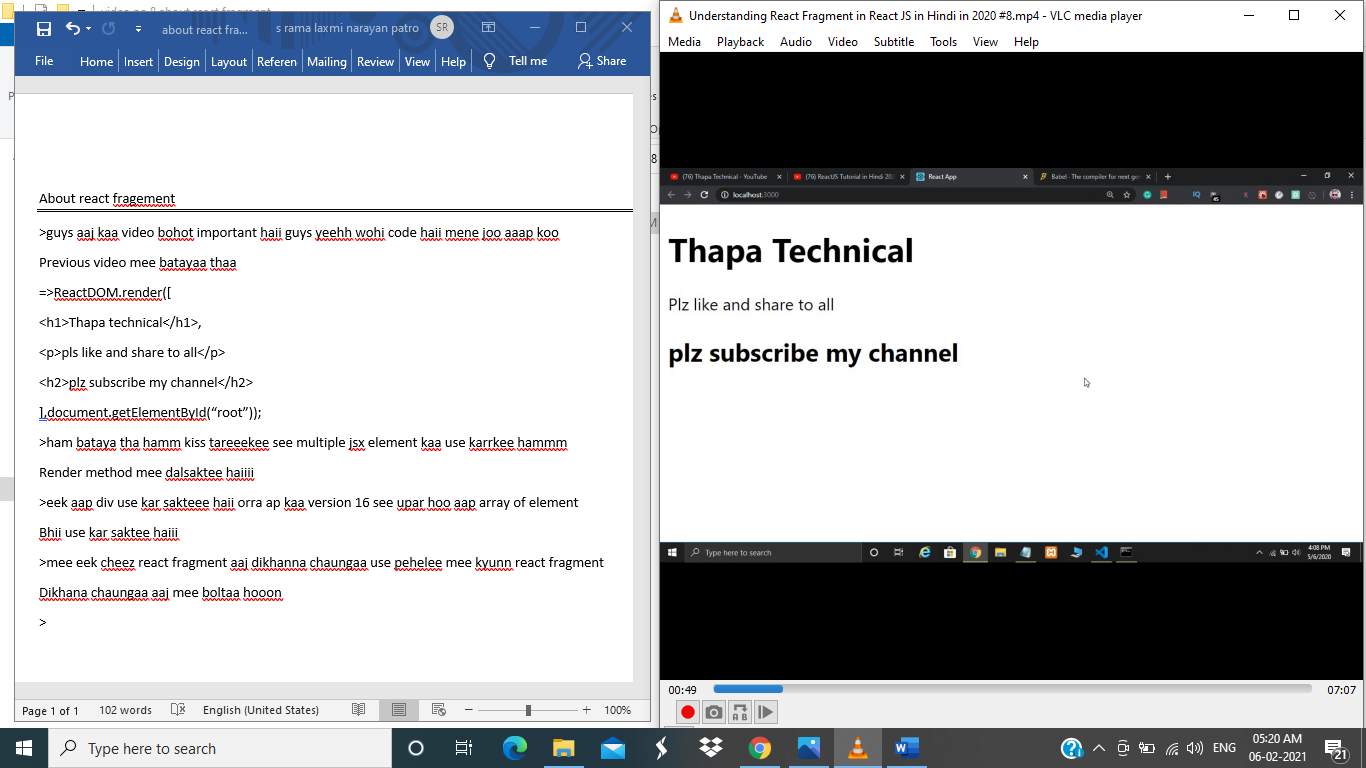 video no 8 about react fragment
about react fra...
s rama laxmi narayan patro
SR
File
Home
Insert
Design
Layout
Referen
Mailing
Review
View
Help
Tell me
Share
About react fragement
>guys aaj kaa video bohot important haii guys yeehh wohi code haii mene joo aaap koo
Previous video mee batayaa thaa
=>ReactDOM.render([
<h1>Thapa technical</h1>,
<p>pls like and share to all</p>
<h2>plz subscribe my channel</h2>
],document.getElementById(“root”));
>ham bataya tha hamm kiss tareeekee see multiple jsx element kaa use karrkee hammm
Render method mee dalsaktee haiiii
>eek aap div use kar sakteee haii orra ap kaa version 16 see upar hoo aap array of element
Bhii use kar saktee haiii
>mee eek cheez react fragment aaj dikhanna chaungaa use pehelee mee kyunn react fragment
Dikhana chaungaa aaj mee boltaa hooon
>
Page 1 of 1
102 words
English (United States)
100%
Understanding React Fragment in React JS in Hindi in 2020 #8.mp4 - VLC media player
Media
Playback
Audio
Video
Subtitle
Tools
View
Help
(76) Thapa Technical - YouTube
(76) ReactJS Tutorial in Hindi 202
React App
Babel - The compiler for next ge
localhost:3000
Thapa Technical
Plz like and share to all
plz subscribe my channel
Type here to search
4:08 PM
5/6/2020
00:49
07:07
A B
Type here to search
ENG
05:20 AM
06-02-2021
21